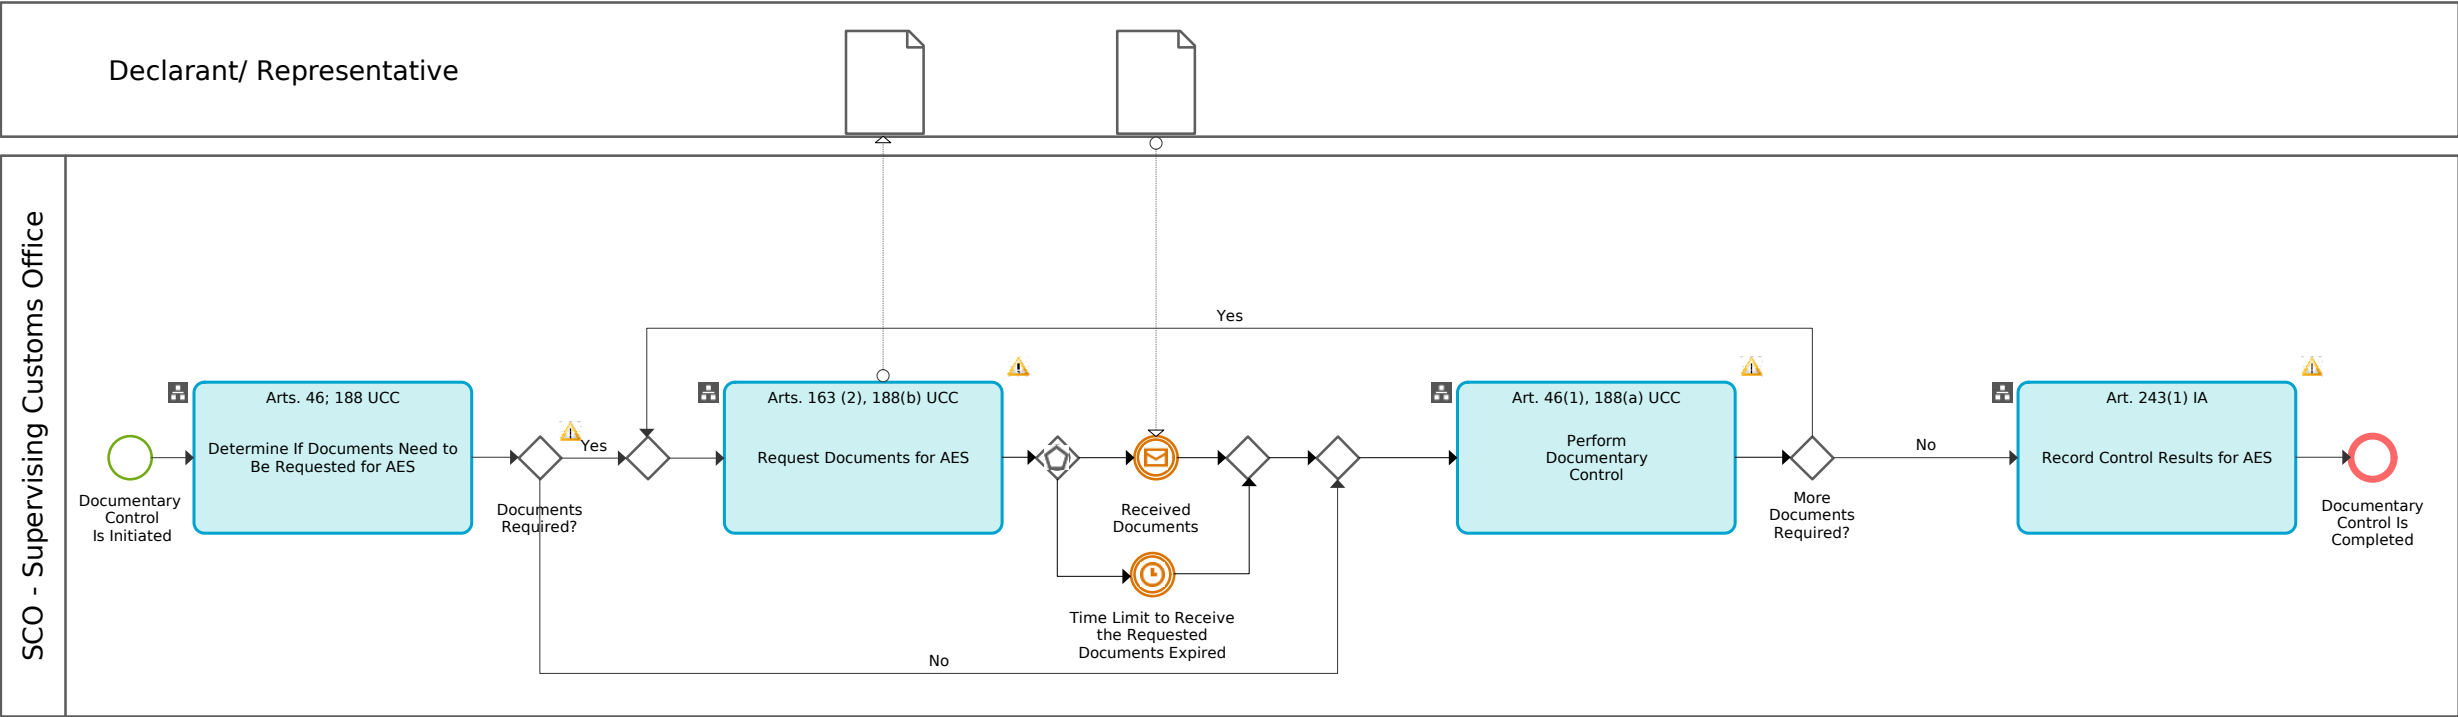 Declarant/ Representative
SCO - Supervising Customs Office
Documentary
Control
Is Initiated
Arts. 46; 188 UCC
Determine If Documents Need to
Be Requested for AES
Documents
Required?
Yes
No
Arts. 163 (2), 188(b) UCC
Request Documents for AES
Received
Documents
Time Limit to Receive
the Requested
Documents Expired
Yes
Art. 46(1), 188(a) UCC
Perform
Documentary
Control
More
Documents
Required?
No
Art. 243(1) IA
Record Control Results for AES
Documentary
Control Is
Completed